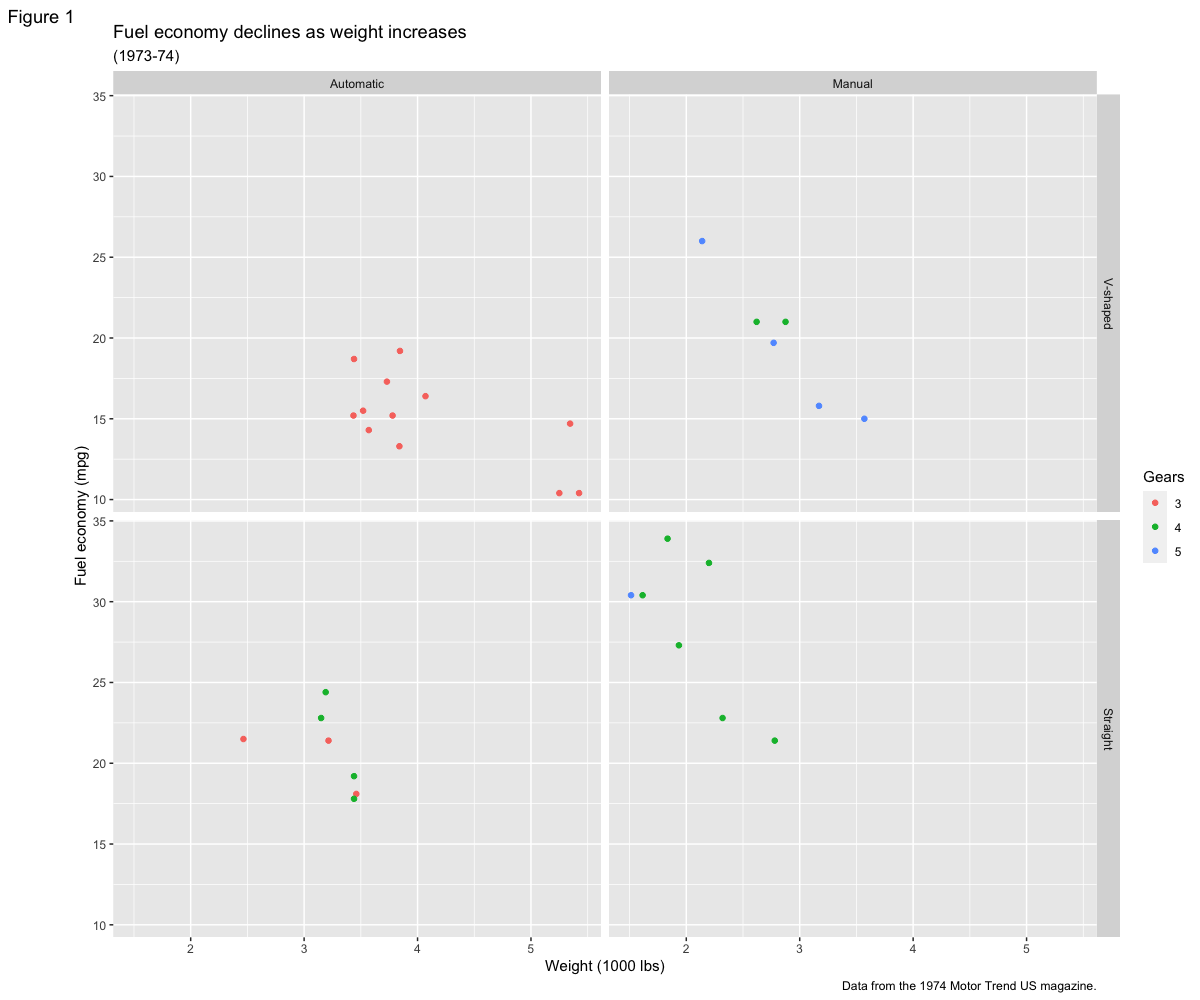 Figure 1
Fuel economy declines as weight increases
(1973-74)
Automatic
Manual
35
30
25
20
15
10
V-shaped
Fuel economy (mpg)
35
30
25
20
15
10
Straight
2 3 4 5
2 3 4 5
Weight (1000 lbs)
Gears
3
4
5
Data from the 1974 Motor Trend US magazine.